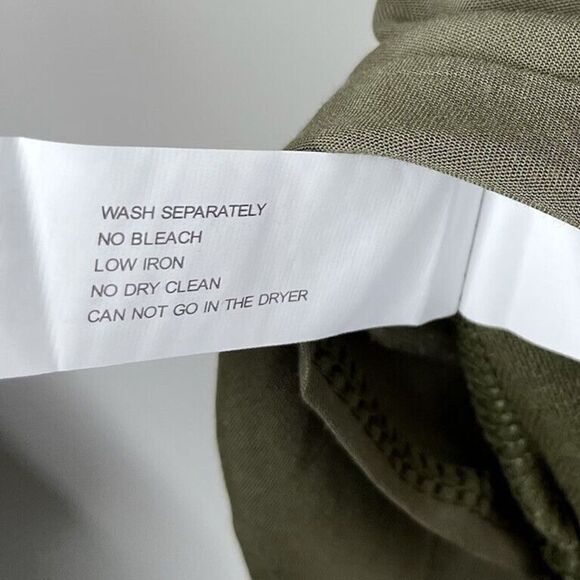 WASH SEPARATELY
NO BLEACH
LOW IRON
NO DRY CLEAN
CAN NOT GO IN THE DRYER